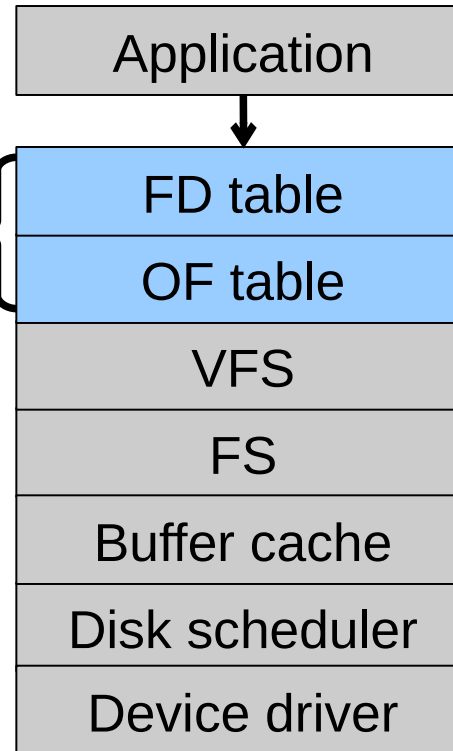 Application
FD table
OF table
VFS
FS
Buffer cache
Disk scheduler
Device driver